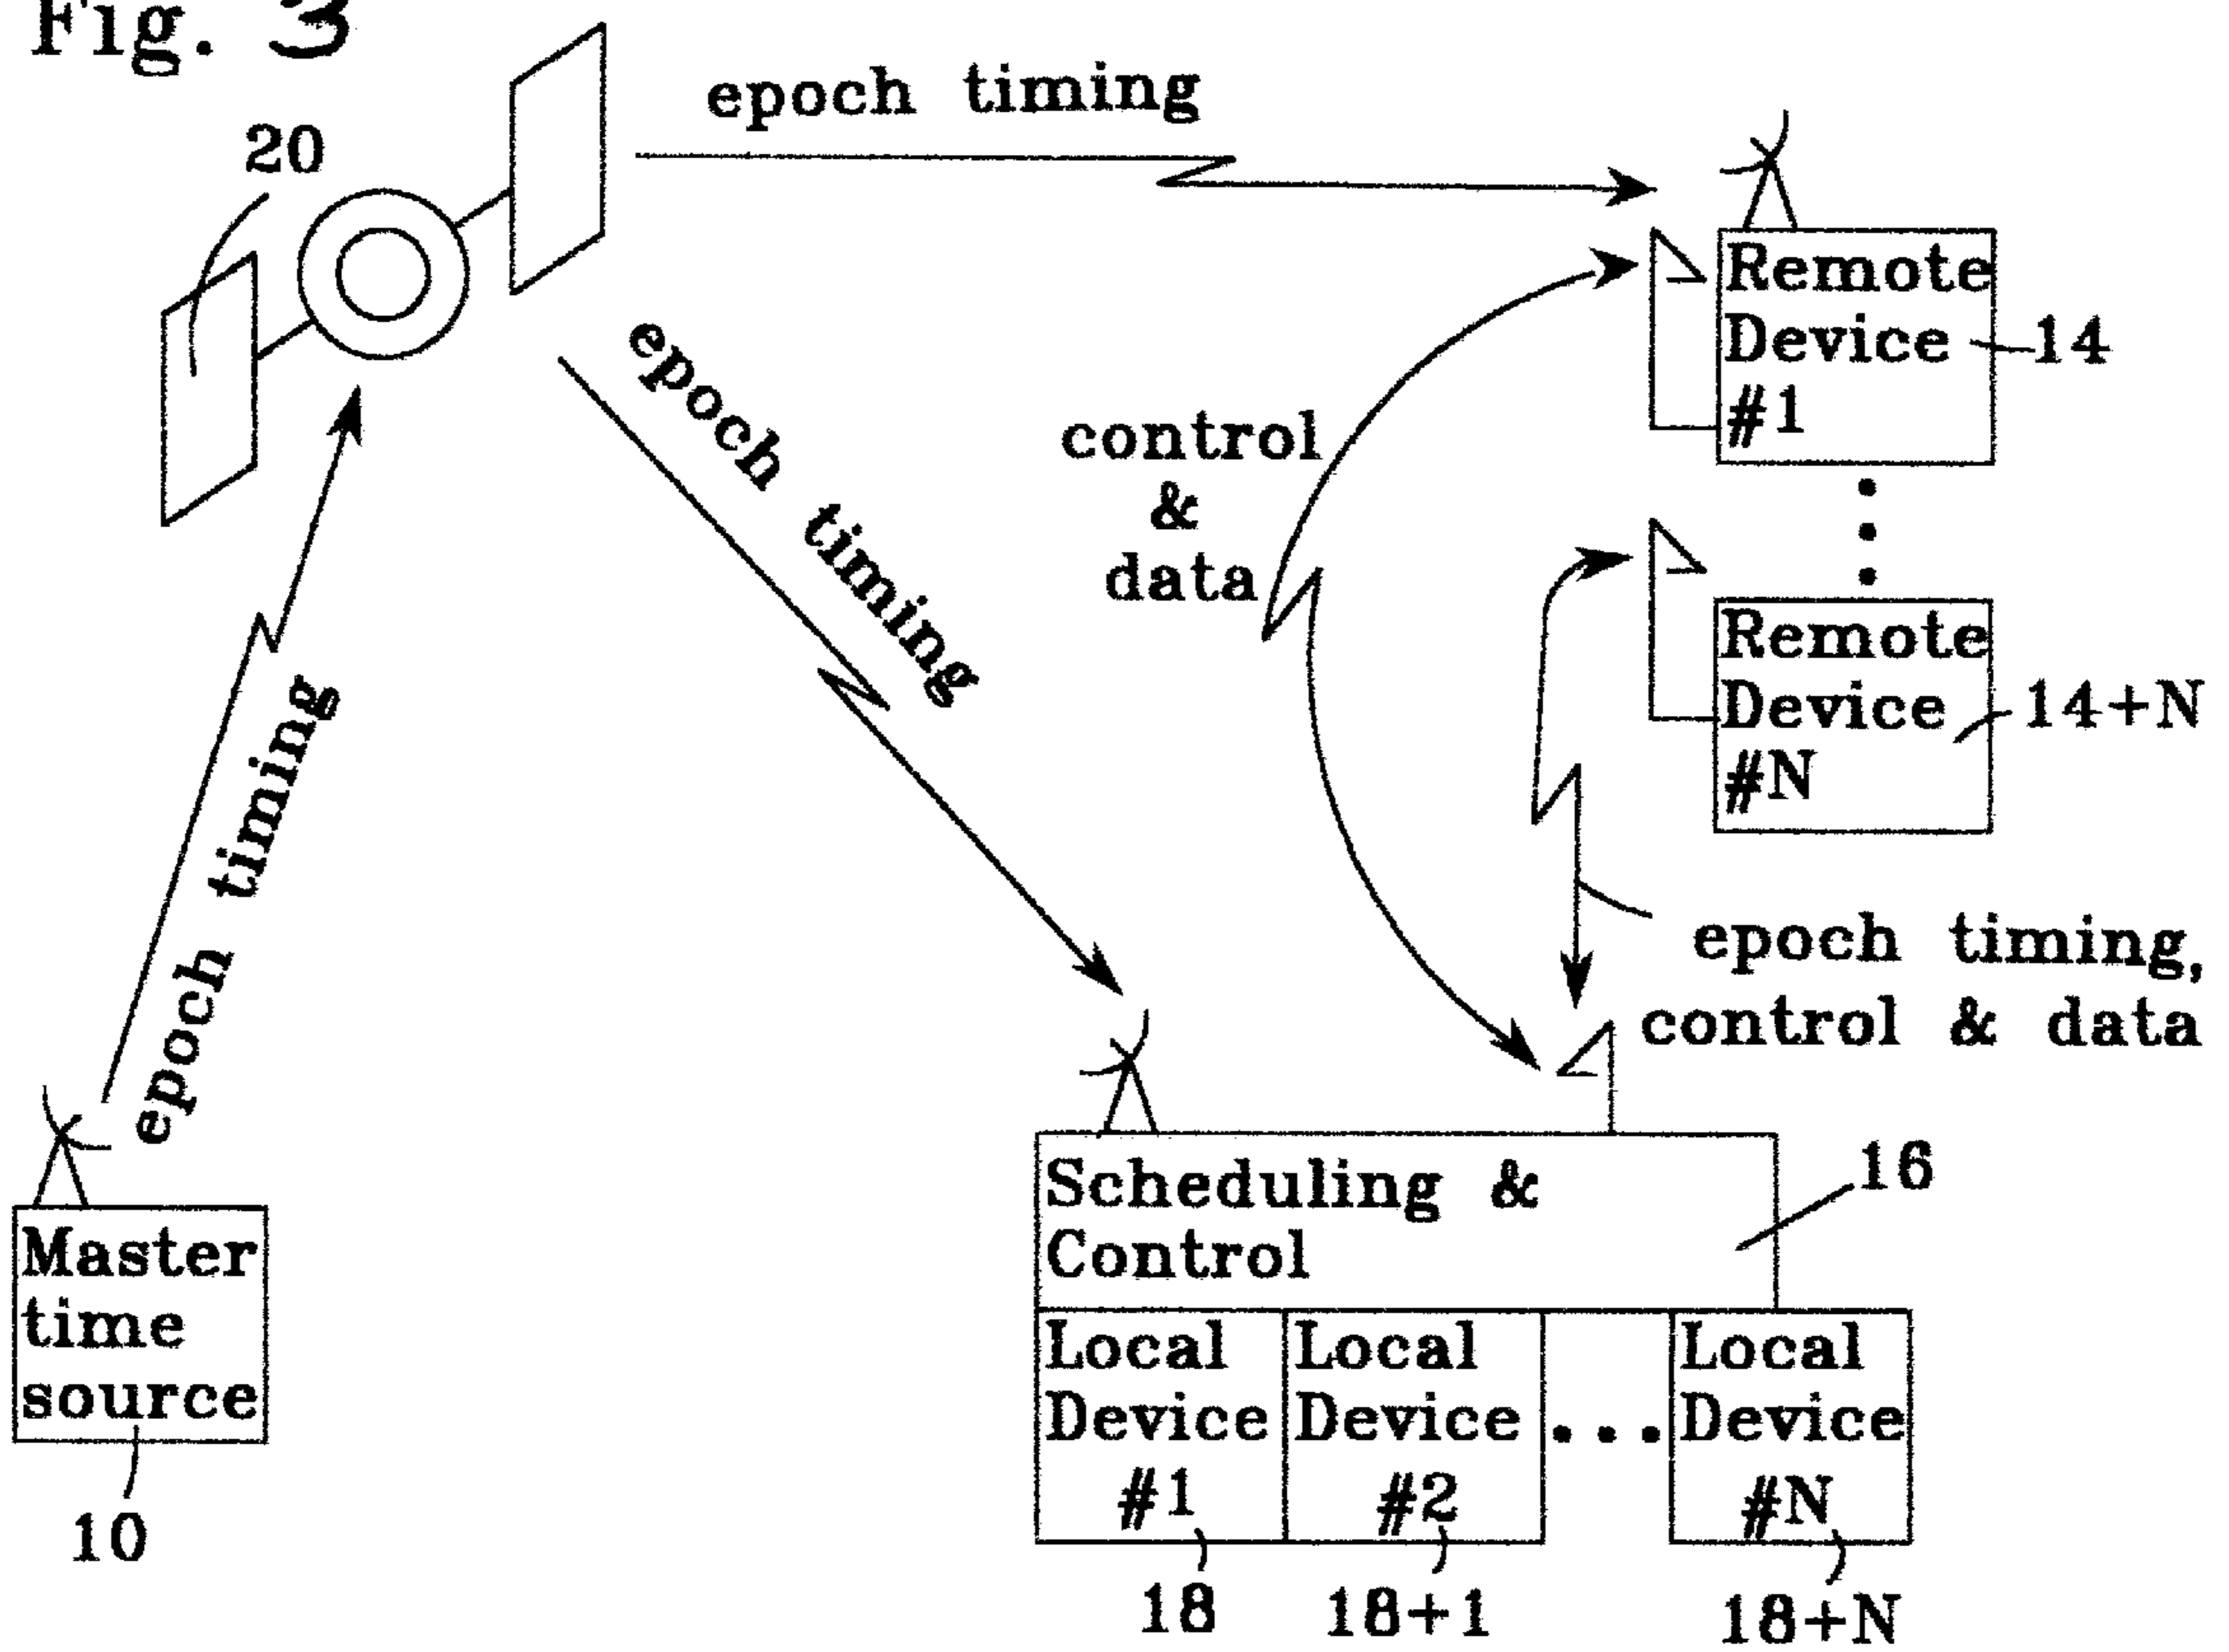 Fig. 3
20
epoch timing
epoch timing
epoch timing
control
&
data
Remote
Device
#1
14
Remote
Device
#N
14+N
epoch timing,
control & data
Master
time
source
10
Scheduling &
Control
16
Local
Device
#1
18
Local
Device
#2
18+1
...
Local
Device
#N
18+N